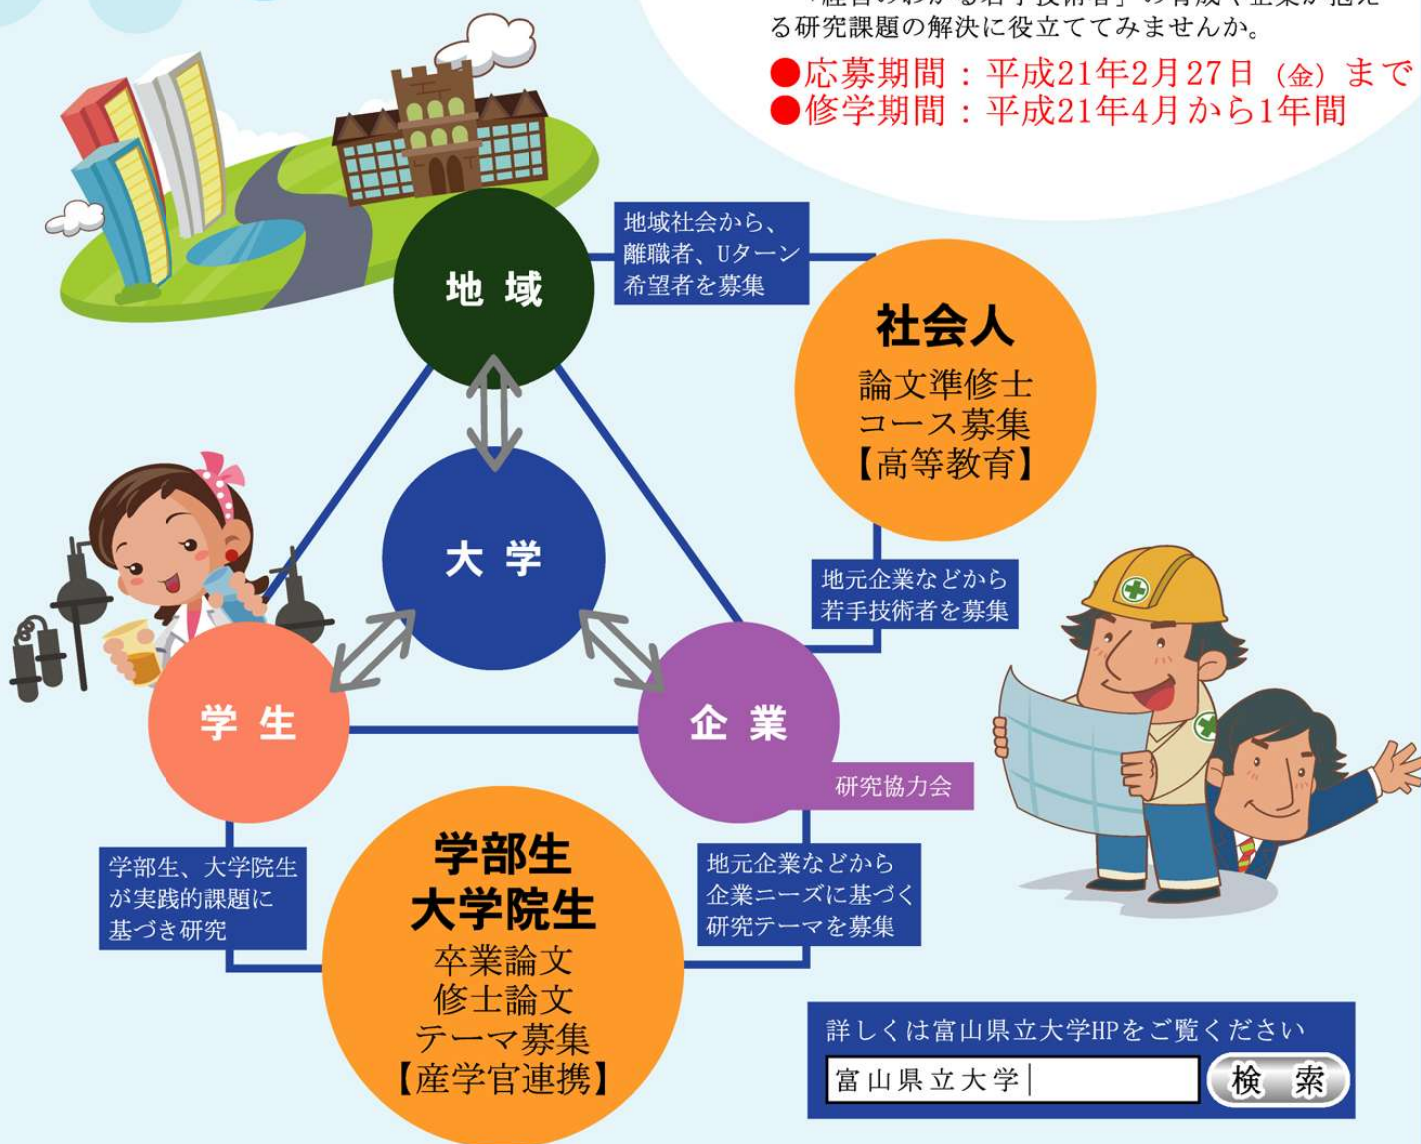 る研究課題の解決に役立ててみませんか。
●応募期間：平成21年2月27日（金）まで
●修学期間：平成21年4月から1年間
地域
地域社会から、
離職者、Uターン
希望者を募集
社会人
論文準修士
コース募集
【高等教育】
大学
地元企業などから
若手技術者を募集
学生
企業
研究協力会
学部生、大学院生
が実践的課題に
基づき研究
学部生
大学院生
卒業論文
修士論文
テーマ募集
【産学官連携】
地元企業などから
企業ニーズに基づく
研究テーマを募集
詳しくは富山県立大学HPをご覧ください
富山県立大学
検索